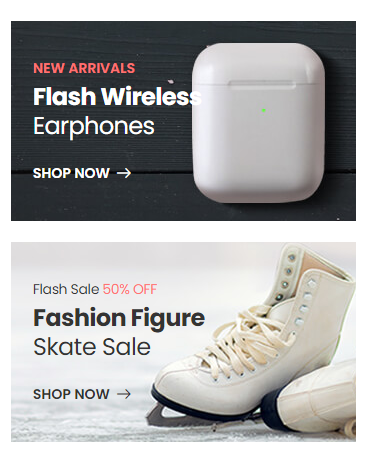 NEW ARRIVALS
Flash Wireless
Earphones
SHOP NOW →
Flash Sale 50% OFF
Fashion Figure
Skate Sale
SHOP NOW →